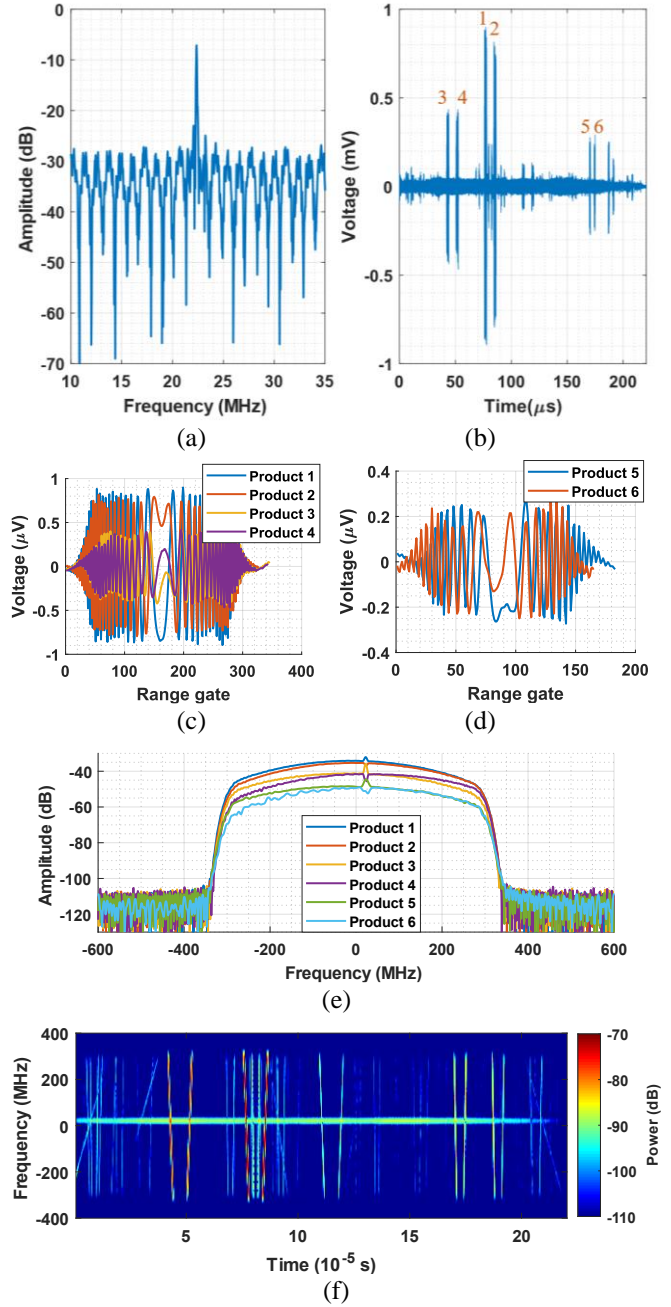 0
-10
-20
-30
-40
-50
-60
-70
Amplitude (dB)
10 15 20 25 30 35
Frequency (MHz)
(a)
1
0.5
0
-0.5
-1
Voltage (mV)
1
2
3 4
5 6
0 50 100 150 200
Time(μs)
(b)
1
0.5
0
-0.5
-1
Voltage (μV)
Product 1
Product 2
Product 3
Product 4
0 100 200 300 400
Range gate
(c)
0.4
0.2
0
-0.2
-0.4
Voltage (μV)
Product 5
Product 6
0 50 100 150 200
Range gate
(d)
-40
-60
-80
-100
-120
Amplitude (dB)
Product 1
Product 2
Product 3
Product 4
Product 5
Product 6
-600 -400 -200 0 200 400 600
Frequency (MHz)
(e)
400
200
0
-200
-400
Frequency (MHz)
5 10 15 20
Time (10⁻⁵ s)
-70
-80
-90
-100
-110
Power (dB)
(f)